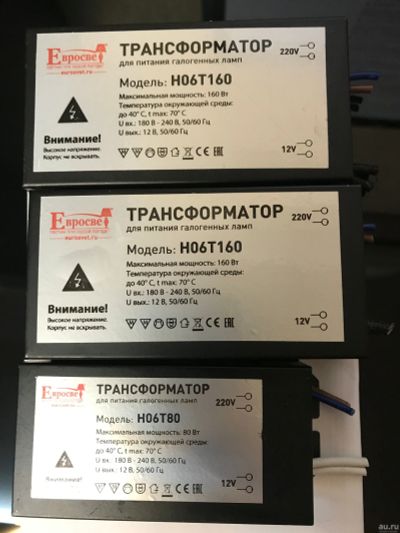 Евросвет
eurosvet.ru
ТРАНСФОРМАТОР
для питания галогенных ламп
220V
Модель: H06T160
Максимальная мощность: 160 Вт
Температура окружающей среды:
до 40° C, t max: 70° C
U вх.: 180 В - 240 В, 50/60 Гц
U вых.: 12 В, 50/60 Гц
Внимание!
Высокое напряжение.
Корпус не вскрывать.
12V
Евросвет
eurosvet.ru
ТРАНСФОРМАТОР
для питания галогенных ламп
220V
Модель: H06T160
Максимальная мощность: 160 Вт
Температура окружающей среды:
до 40° C, t max: 70° C
U вх.: 180 В - 240 В, 50/60 Гц
U вых.: 12 В, 50/60 Гц
Внимание!
Высокое напряжение.
Корпус не вскрывать.
12V
Евросвет
ТРАНСФОРМАТОР
для питания галогенных ламп
220V
Модель: H06T80
Максимальная мощность: 80 Вт
Температура окружающей среды:
до 40° C, t max: 70° C
U вх.: 180 В - 240 В, 50/60 Гц
U вых.: 12 В, 50/60 Гц
Внимание!
12V
au.ru